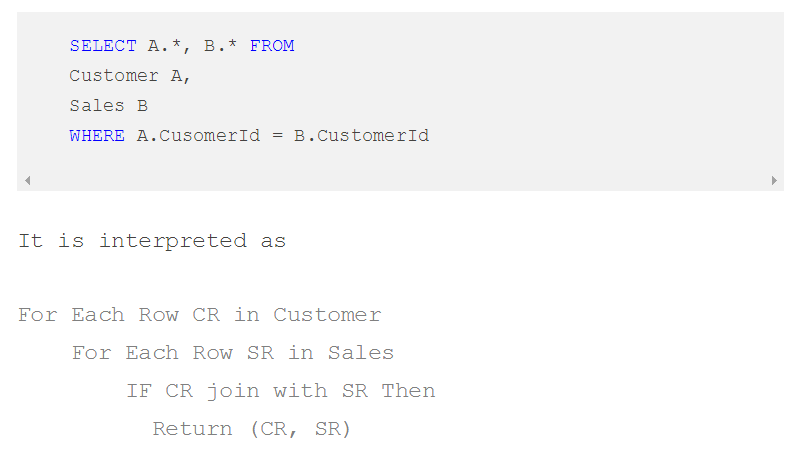 SELECT A.*, B.* FROM
Customer A,
Sales B
WHERE A.CusomerId = B.CustomerId
It is interpreted as
For Each Row CR in Customer
For Each Row SR in Sales
IF CR join with SR Then
Return (CR, SR)